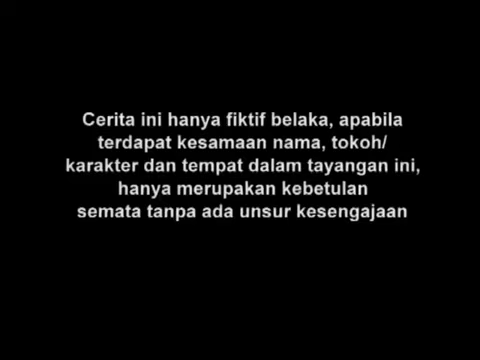 Cerita ini hanya fiktif belaka, apabila
terdapat kesamaan nama, tokoh/
karakter dan tempat dalam tayangan ini,
hanya merupakan kebetulan
semata tanpa ada unsur kesengajaan